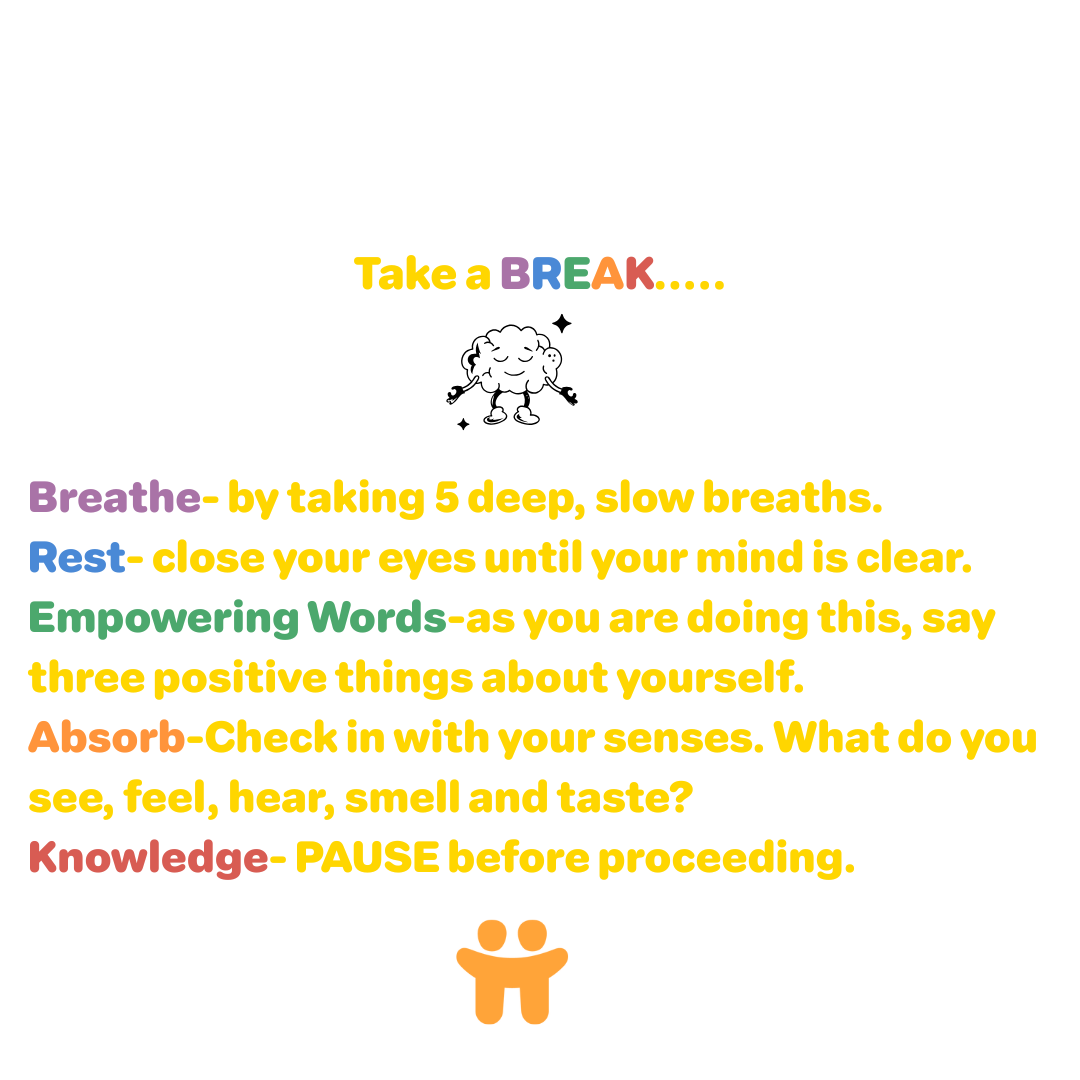 Take a BREAK.....
Breathe- by taking 5 deep, slow breaths.
Rest- close your eyes until your mind is clear.
Empowering Words-as you are doing this, say
three positive things about yourself.
Absorb-Check in with your senses. What do you
see, feel, hear, smell and taste?
Knowledge- PAUSE before proceeding.